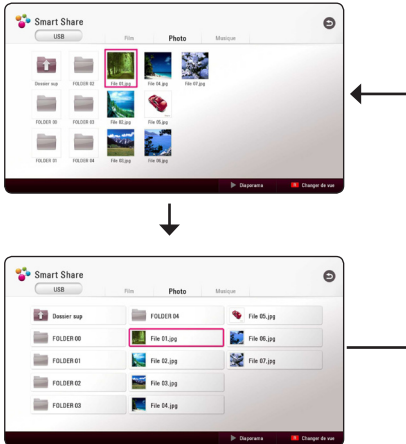 Smart Share
USB
Film Photo Musique
Dossier sup FOLDER 02 File 01.jpg File 04.jpg File 07.jpg
FOLDER 00 FOLDER 03 File 02.jpg File 05.jpg
FOLDER 01 FOLDER 04 File 03.jpg File 06.jpg
Diaporama Changer de vue
Smart Share
USB
Film Photo Musique
Dossier sup FOLDER 04 File 05.jpg
FOLDER 00 File 01.jpg File 06.jpg
FOLDER 01 File 02.jpg File 07.jpg
FOLDER 02 File 03.jpg
FOLDER 03 File 04.jpg
Diaporama Changer de vue